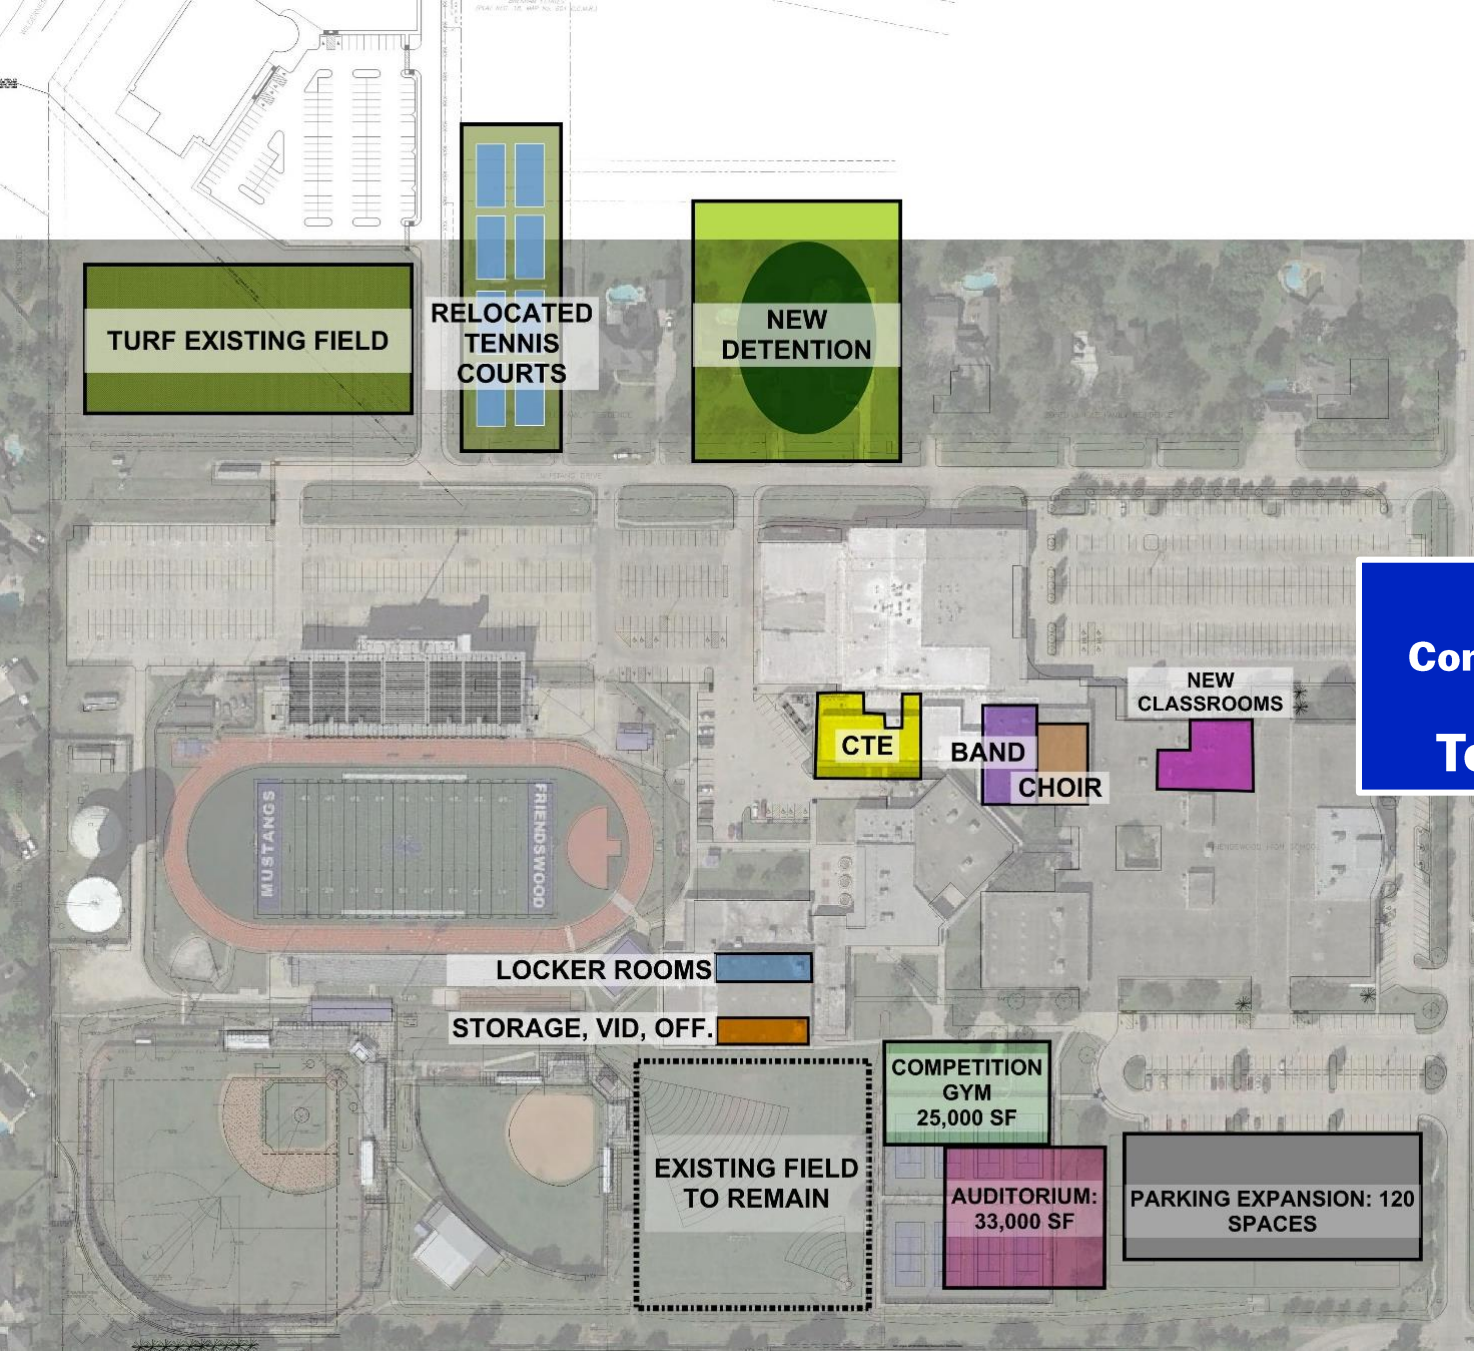 RELOCATED
TENNIS
COURTS
TURF EXISTING FIELD
NEW
DETENTION
NEW
CLASSROOMS
CTE
BAND
CHOIR
MUSTANGS
FRIENDSWOOD
LOCKER ROOMS
STORAGE, VID, OFF.
COMPETITION
GYM
25,000 SF
EXISTING FIELD
TO REMAIN
AUDITORIUM:
33,000 SF
PARKING EXPANSION: 120
SPACES